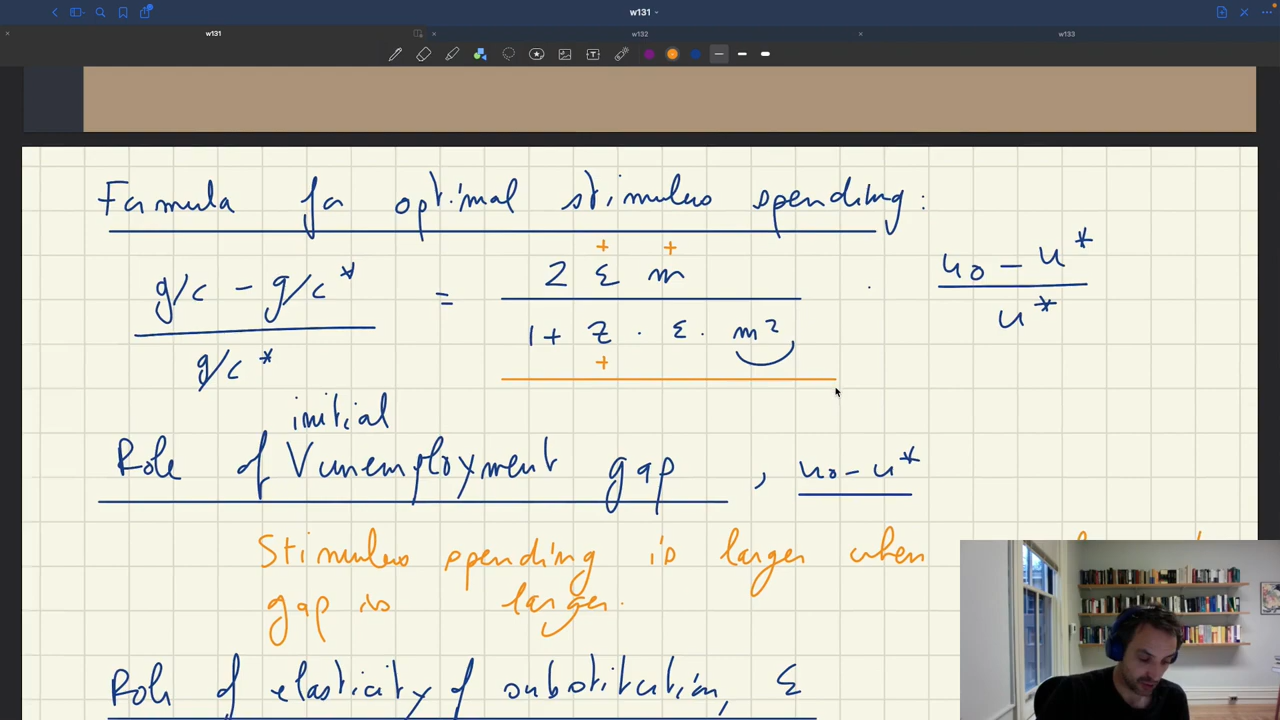 w131
w131
w132
w133
Formula for optimal stimulus spending:
g/c - g/c* / g/c* = 2 ε m / 1 + z · ε · m² · u₀ - u* / u*
+ +
+
initial
Role of V unemployment gap, u₀ - u*
Stimulus spending is larger when
gap is larger.
Role of elasticity of substitution, ε